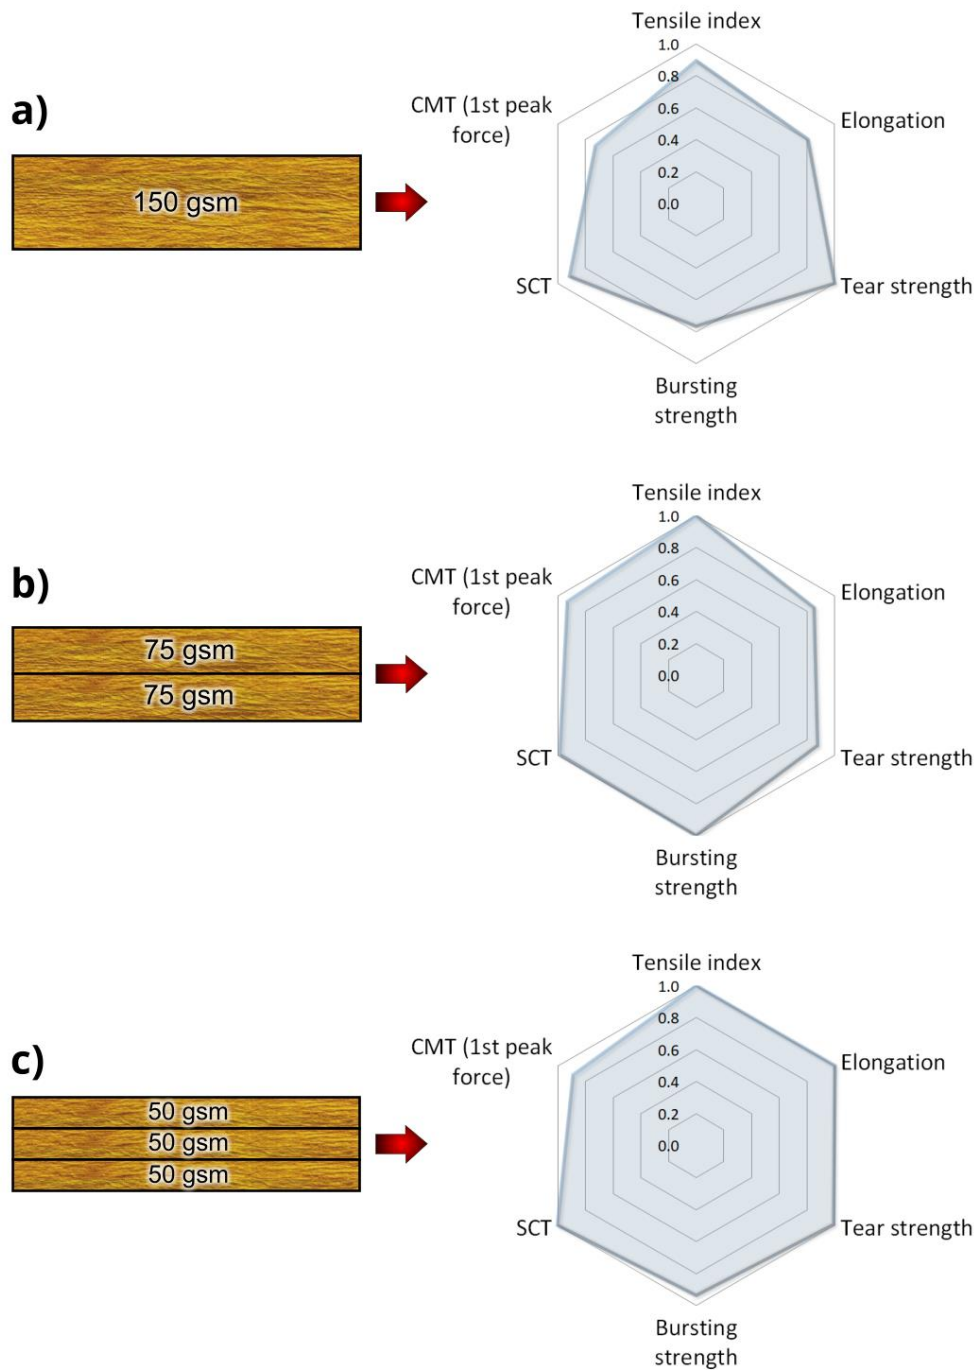 a)
150 gsm
Tensile index
1.0
0.8
0.6
0.4
0.2
0.0
CMT (1st peak
force)
Elongation
SCT
Tear strength
Bursting
strength
b)
75 gsm
75 gsm
Tensile index
1.0
0.8
0.6
0.4
0.2
0.0
CMT (1st peak
force)
Elongation
SCT
Tear strength
Bursting
strength
c)
50 gsm
50 gsm
50 gsm
Tensile index
1.0
0.8
0.6
0.4
0.2
0.0
CMT (1st peak
force)
Elongation
SCT
Tear strength
Bursting
strength